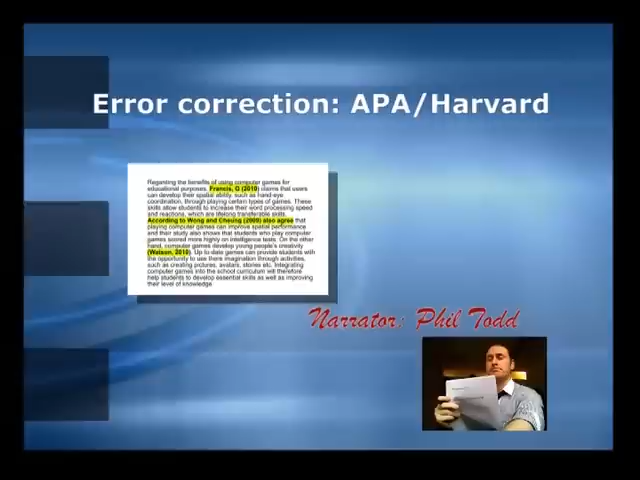 Error correction: APA/Harvard
Regarding the benefits of using computer games for
educational purposes, Francis, G (2010) claims that users
can develop their spatial ability, such as hand-eye
coordination, through playing certain types of games. These
skills allow students to increase their word processing speed
and reactions, which are lifelong transferable skills.
According to Wong and Cheung (2009) also agree that
playing computer games can improve spatial performance
and their study also shows that students who play computer
games scored more highly on intelligence tests. On the other
hand, computer games develop young people's creativity
(Watson, 2010). Up to date games can provide students with
the opportunity to use there imagination through activities,
such as creating pictures, avatars, stories etc. Integrating
computer games into the school curriculum will therefore
help students to develop essential skills as well as improving
their level of knowledge
Narrator: Phil Todd